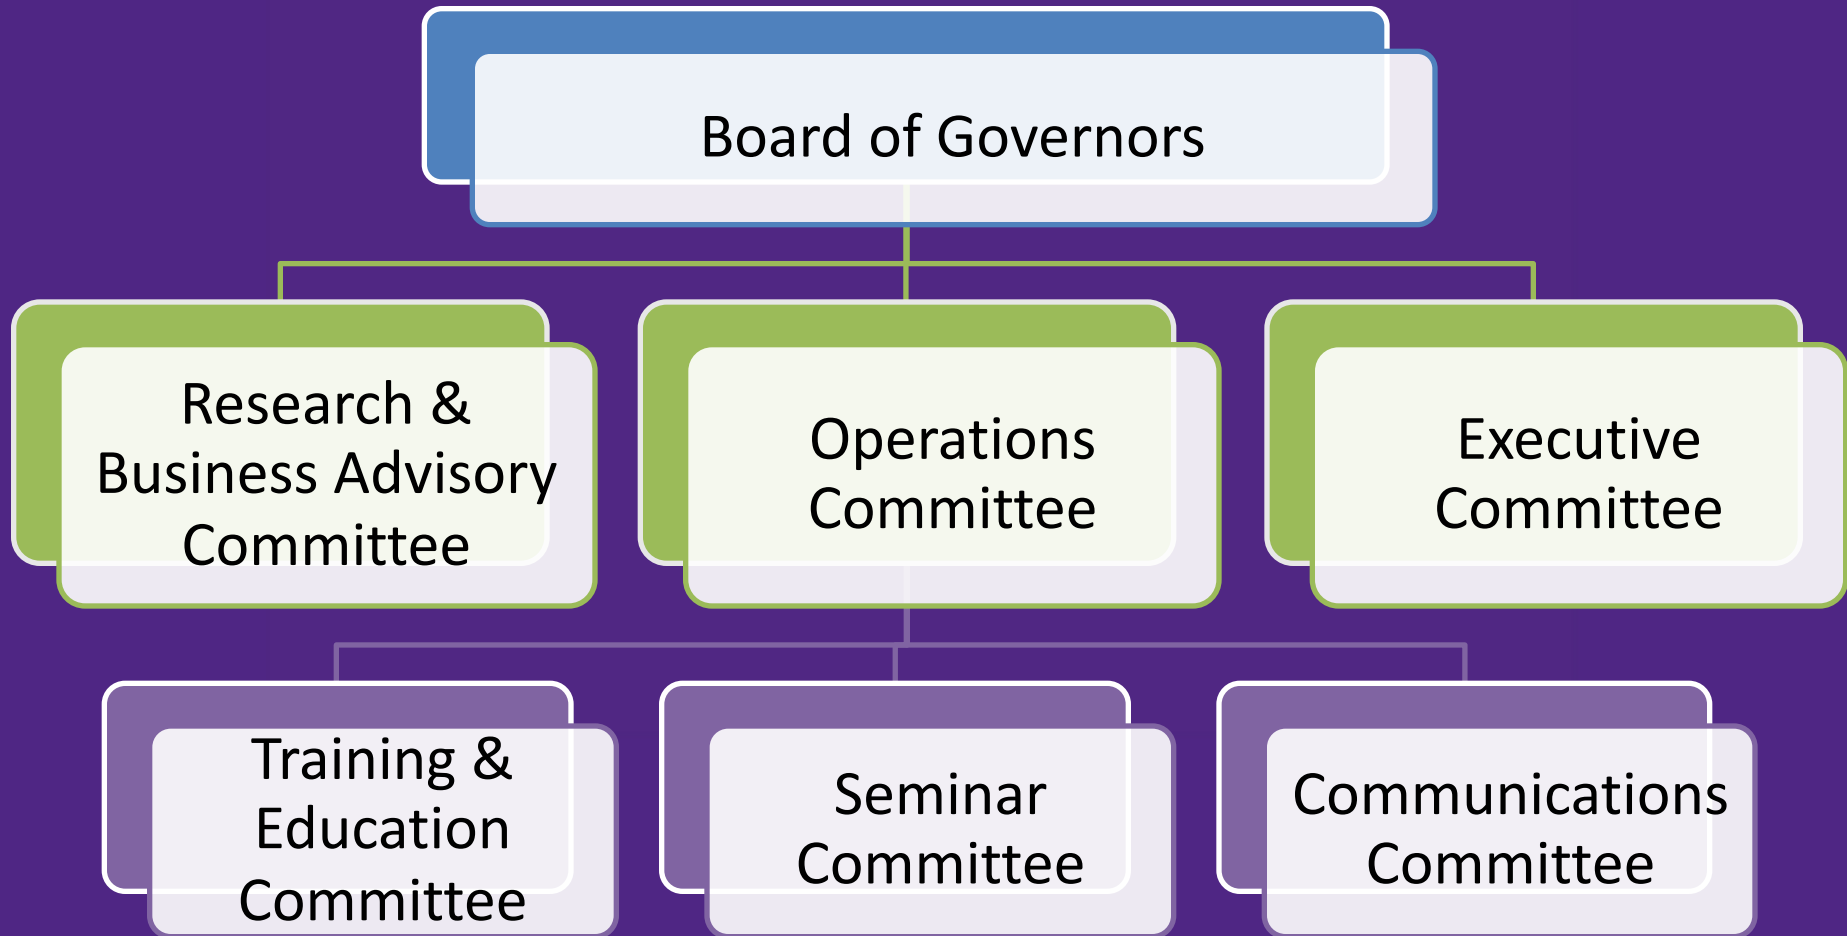 Board of Governors
Research &
Business Advisory
Committee
Operations
Committee
Executive
Committee
Training &
Education
Committee
Seminar
Committee
Communications
Committee